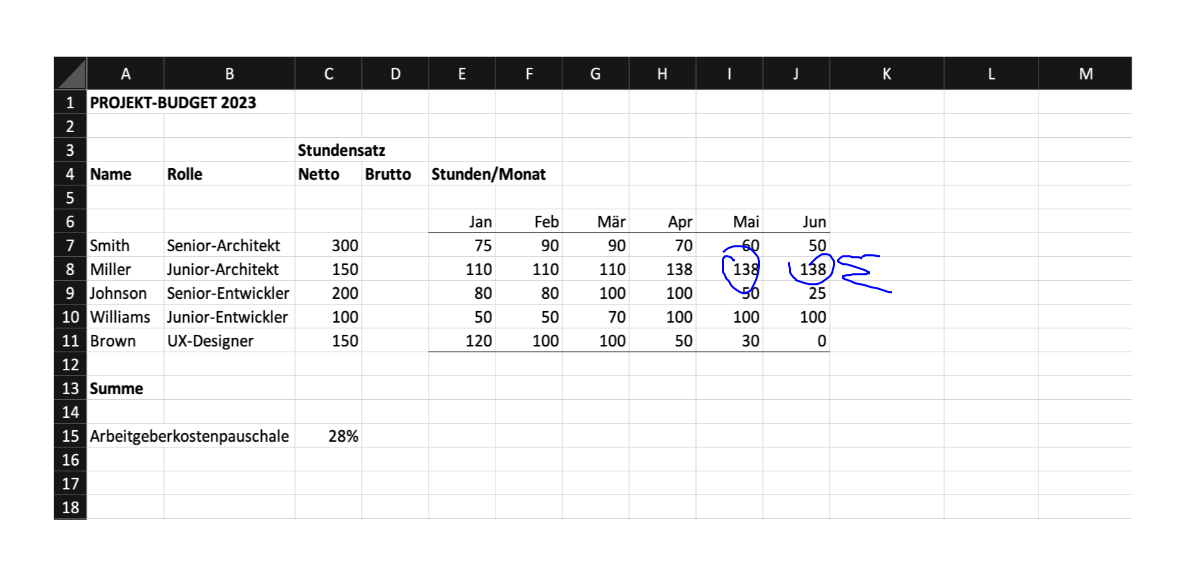 A B C D E F G H I J K L M
1 PROJEKT-BUDGET 2023
2
3 Stundensatz
4 Name Rolle Netto Brutto Stunden/Monat
5
6 Jan Feb Mär Apr Mai Jun
7 Smith Senior-Architekt 300 75 90 90 70 60 50
8 Miller Junior-Architekt 150 110 110 110 138 138 138
9 Johnson Senior-Entwickler 200 80 80 100 100 50 25
10 Williams Junior-Entwickler 100 50 50 70 100 100 100
11 Brown UX-Designer 150 120 100 100 50 30 0
12
13 Summe
14
15 Arbeitgeberkostenpauschale 28%
16
17
18